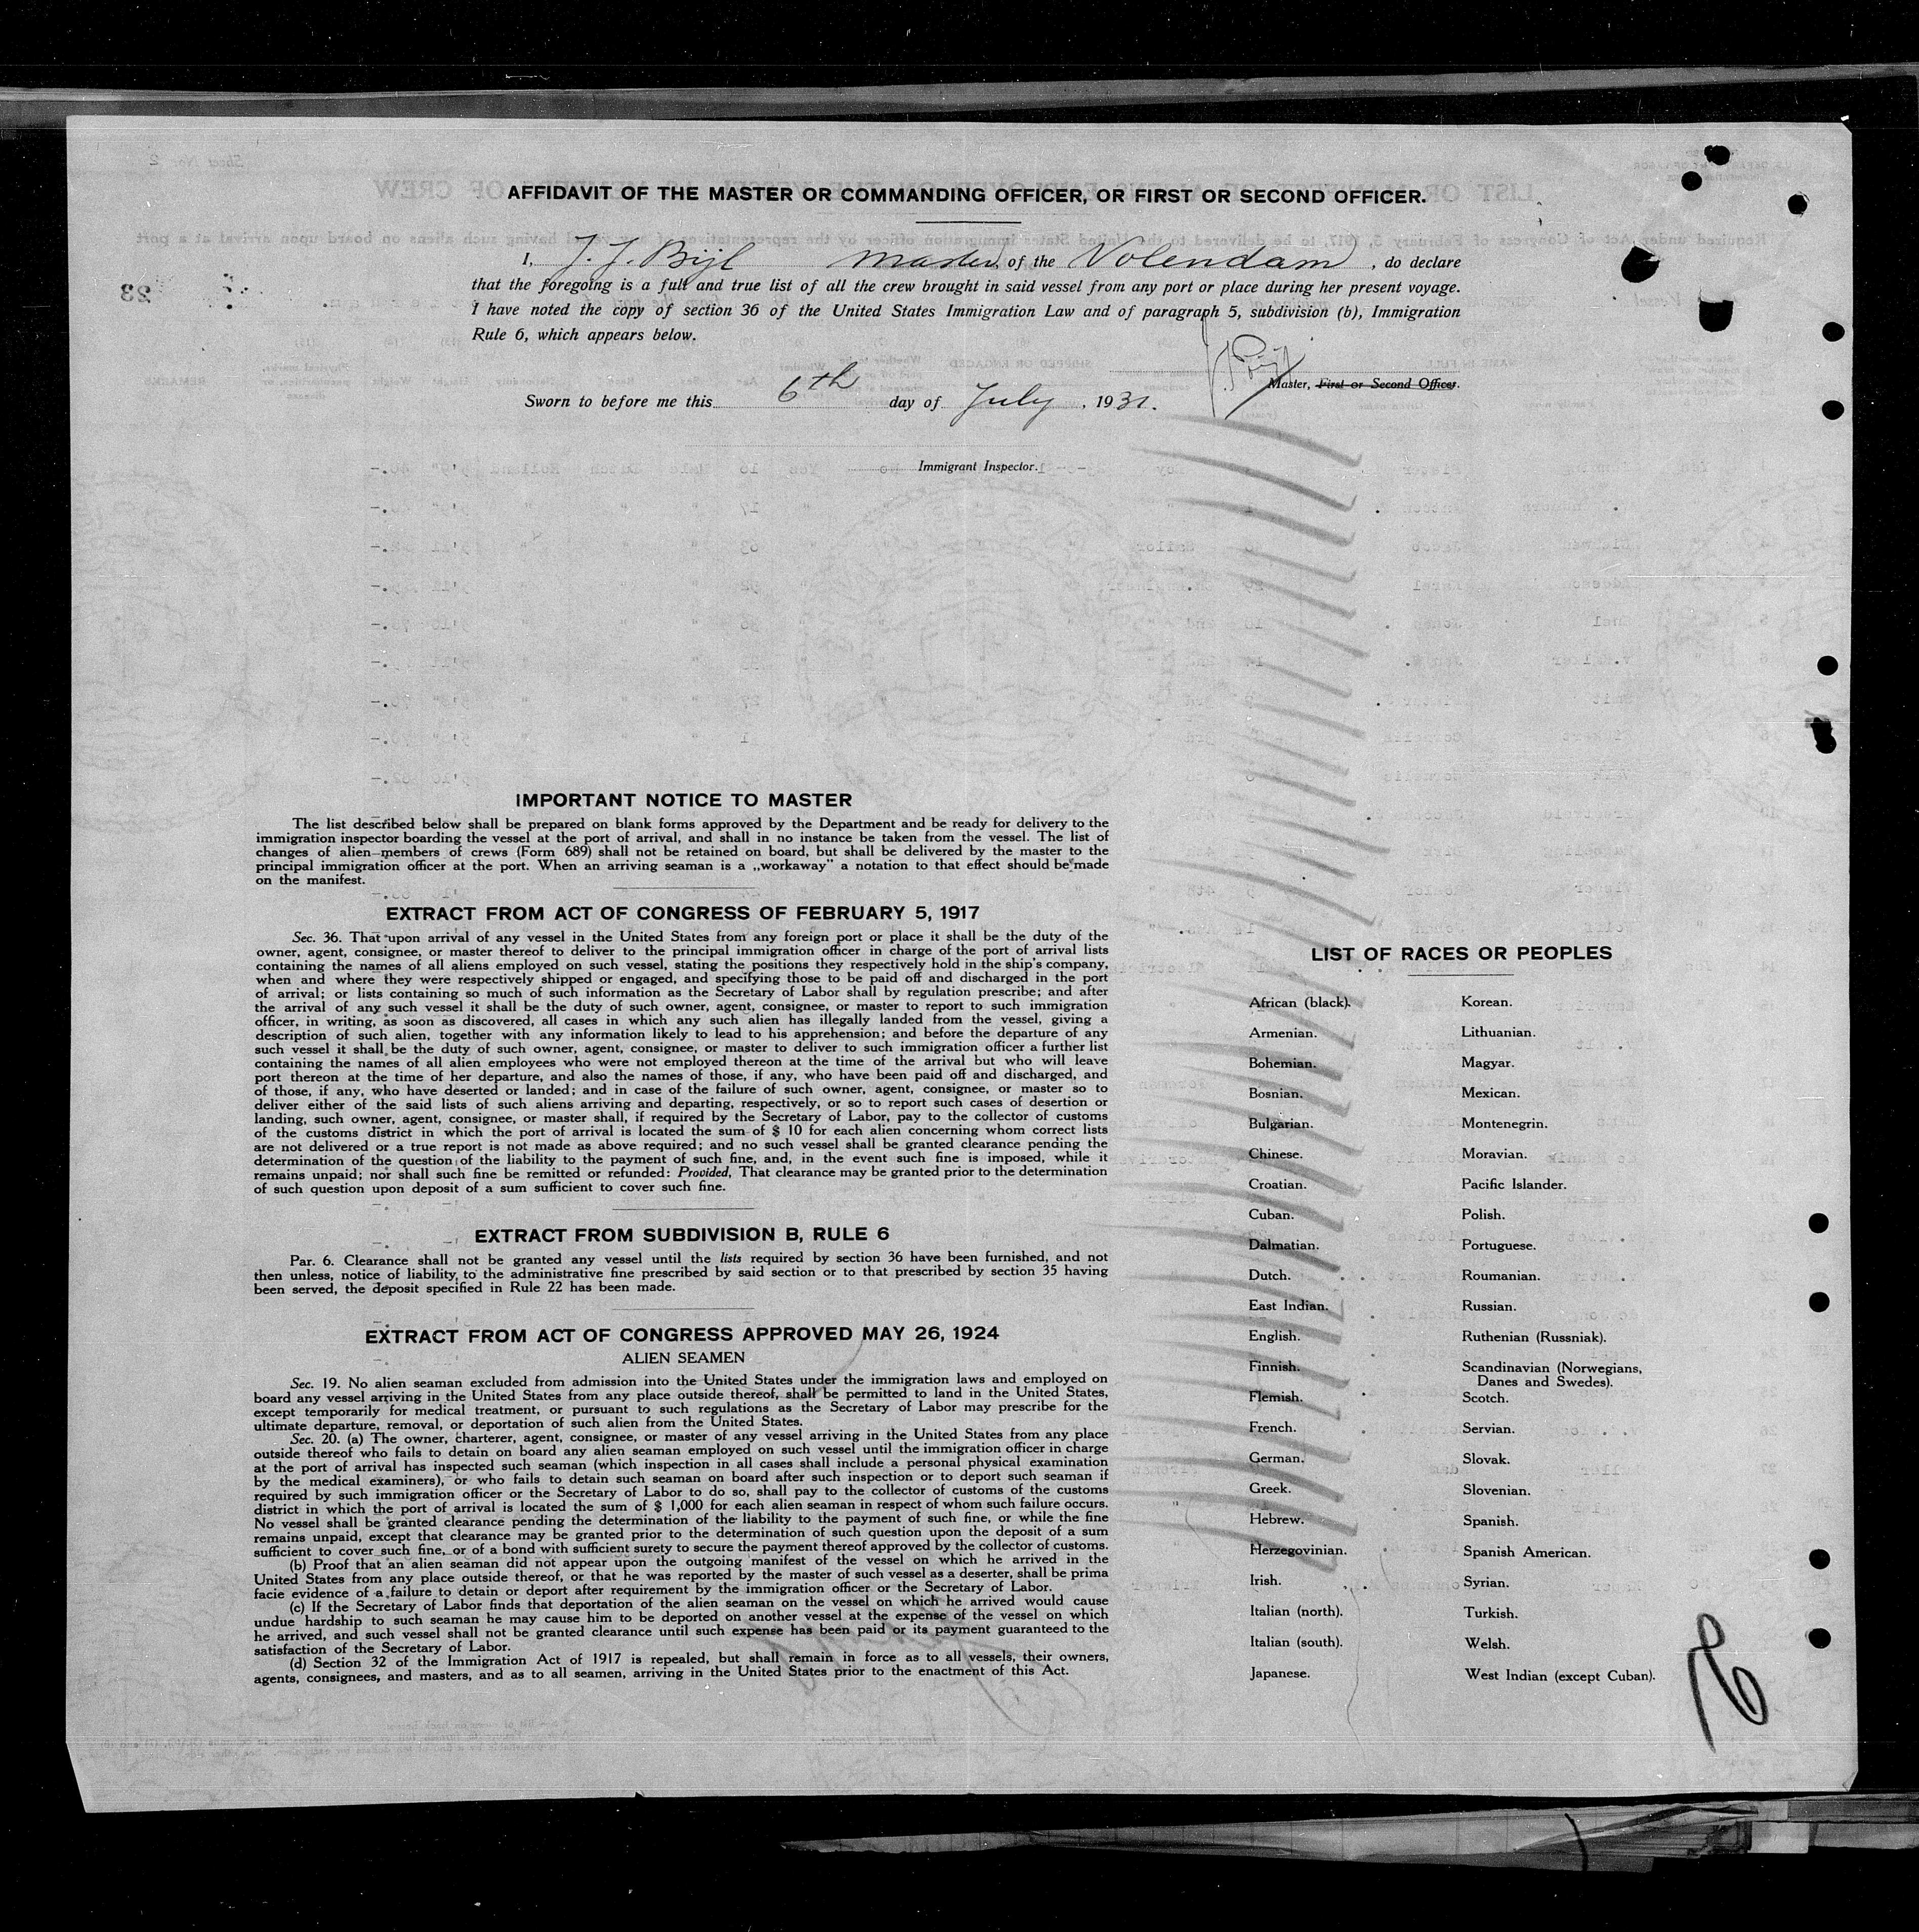 AFFIDAVIT OF THE MASTER OR COMMANDING OFFICER, OR FIRST OR SECOND OFFICER.
I, J. J. Bijl master of the Volendam, do declare
that the foregoing is a full and true list of all the crew brought in said vessel from any port or place during her present voyage.
I have noted the copy of section 36 of the United States Immigration Law and of paragraph 5, subdivision (b), Immigration
Rule 6, which appears below.
Master, First or Second Officer.
Sworn to before me this 6th day of July, 1931.
Immigrant Inspector.
23
IMPORTANT NOTICE TO MASTER
The list described below shall be prepared on blank forms approved by the Department and be ready for delivery to the
immigration inspector boarding the vessel at the port of arrival, and shall in no instance be taken from the vessel. The list of
changes of alien members of crews (Form 689) shall not be retained on board, but shall be delivered by the master to the
principal immigration officer at the port. When an arriving seaman is a „workaway” a notation to that effect should be made
on the manifest.
EXTRACT FROM ACT OF CONGRESS OF FEBRUARY 5, 1917
Sec. 36. That upon arrival of any vessel in the United States from any foreign port or place it shall be the duty of the
owner, agent, consignee, or master thereof to deliver to the principal immigration officer in charge of the port of arrival lists
containing the names of all aliens employed on such vessel, stating the positions they respectively hold in the ship's company,
when and where they were respectively shipped or engaged, and specifying those to be paid off and discharged in the port
of arrival; or lists containing so much of such information as the Secretary of Labor shall by regulation prescribe; and after
the arrival of any such vessel it shall be the duty of such owner, agent, consignee, or master to report to such immigration
officer, in writing, as soon as discovered, all cases in which any such alien has illegally landed from the vessel, giving a
description of such alien, together with any information likely to lead to his apprehension; and before the departure of any
such vessel it shall be the duty of such owner, agent, consignee, or master to deliver to such immigration officer a further list
containing the names of all alien employees who were not employed thereon at the time of the arrival but who will leave
port thereon at the time of her departure, and also the names of those, if any, who have been paid off and discharged, and
of those, if any, who have deserted or landed; and in case of the failure of such owner, agent, consignee, or master so to
deliver either of the said lists of such aliens arriving and departing, respectively, or so to report such cases of desertion or
landing, such owner, agent, consignee, or master shall, if required by the Secretary of Labor, pay to the collector of customs
of the customs district in which the port of arrival is located the sum of $ 10 for each alien concerning whom correct lists
are not delivered or a true report is not made as above required; and no such vessel shall be granted clearance pending the
determination of the question of the liability to the payment of such fine, and, in the event such fine is imposed, while it
remains unpaid; nor shall such fine be remitted or refunded: Provided, That clearance may be granted prior to the determination
of such question upon deposit of a sum sufficient to cover such fine.
EXTRACT FROM SUBDIVISION B, RULE 6
Par. 6. Clearance shall not be granted any vessel until the lists required by section 36 have been furnished, and not
then unless, notice of liability to the administrative fine prescribed by said section or to that prescribed by section 35 having
been served, the deposit specified in Rule 22 has been made.
EXTRACT FROM ACT OF CONGRESS APPROVED MAY 26, 1924
ALIEN SEAMEN
Sec. 19. No alien seaman excluded from admission into the United States under the immigration laws and employed on
board any vessel arriving in the United States from any place outside thereof, shall be permitted to land in the United States,
except temporarily for medical treatment, or pursuant to such regulations as the Secretary of Labor may prescribe for the
ultimate departure, removal, or deportation of such alien from the United States.
Sec. 20. (a) The owner, charterer, agent, consignee, or master of any vessel arriving in the United States from any place
outside thereof who fails to detain on board any alien seaman employed on such vessel until the immigration officer in charge
at the port of arrival has inspected such seaman (which inspection in all cases shall include a personal physical examination
by the medical examiners), or who fails to detain such seaman on board after such inspection or to deport such seaman if
required by such immigration officer or the Secretary of Labor to do so, shall pay to the collector of customs of the customs
district in which the port of arrival is located the sum of $ 1,000 for each alien seaman in respect of whom such failure occurs.
No vessel shall be granted clearance pending the determination of the liability to the payment of such fine, or while the fine
remains unpaid, except that clearance may be granted prior to the determination of such question upon the deposit of a sum
sufficient to cover such fine, or of a bond with sufficient surety to secure the payment thereof approved by the collector of customs.
(b) Proof that an alien seaman did not appear upon the outgoing manifest of the vessel on which he arrived in the
United States from any place outside thereof, or that he was reported by the master of such vessel as a deserter, shall be prima
facie evidence of a failure to detain or deport after requirement by the immigration officer or the Secretary of Labor.
(c) If the Secretary of Labor finds that deportation of the alien seaman on the vessel on which he arrived would cause
undue hardship to such seaman he may cause him to be deported on another vessel at the expense of the vessel on which
he arrived, and such vessel shall not be granted clearance until such expense has been paid or its payment guaranteed to the
satisfaction of the Secretary of Labor.
(d) Section 32 of the Immigration Act of 1917 is repealed, but shall remain in force as to all vessels, their owners,
agents, consignees, and masters, and as to all seamen, arriving in the United States prior to the enactment of this Act.
LIST OF RACES OR PEOPLES
African (black).
Armenian.
Bohemian.
Bosnian.
Bulgarian.
Chinese.
Croatian.
Cuban.
Dalmatian.
Dutch.
East Indian.
English.
Finnish.
Flemish.
French.
German.
Greek.
Hebrew.
Herzegovinian.
Irish.
Italian (north).
Italian (south).
Japanese.
Korean.
Lithuanian.
Magyar.
Mexican.
Montenegrin.
Moravian.
Pacific Islander.
Polish.
Portuguese.
Roumanian.
Russian.
Ruthenian (Russniak).
Scandinavian (Norwegians,
Danes and Swedes).
Scotch.
Servian.
Slovak.
Slovenian.
Spanish.
Spanish American.
Syrian.
Turkish.
Welsh.
West Indian (except Cuban).